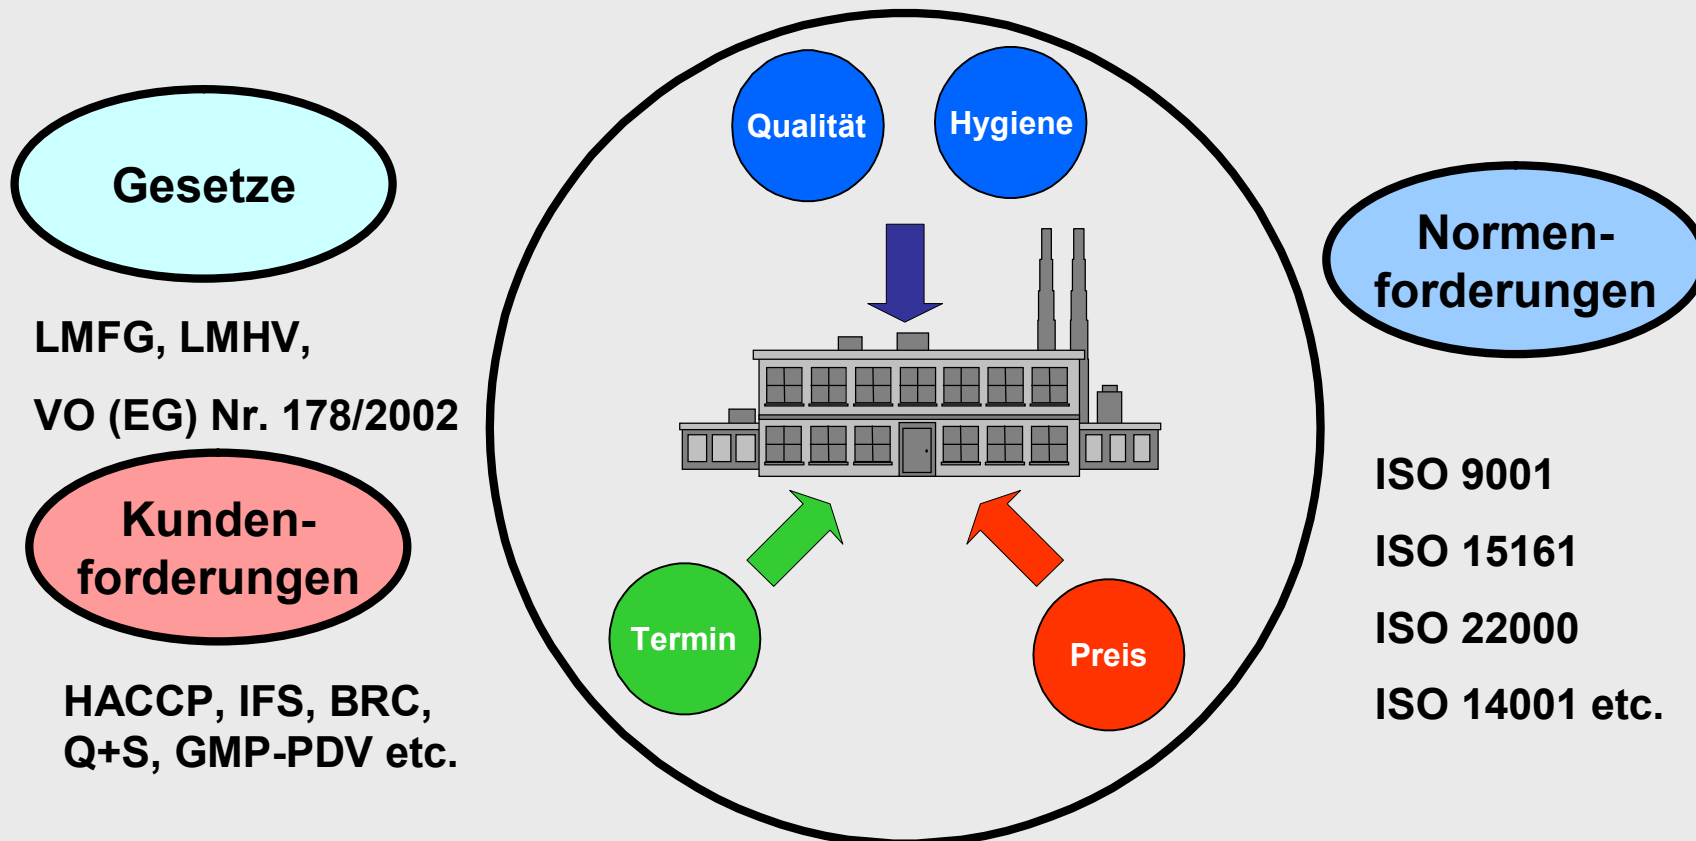 Gesetze
LMFG, LMHV,
VO (EG) Nr. 178/2002
Kunden-
forderungen
HACCP, IFS, BRC,
Q+S, GMP-PDV etc.
Qualität
Hygiene
Termin
Preis
Normen-
forderungen
ISO 9001
ISO 15161
ISO 22000
ISO 14001 etc.